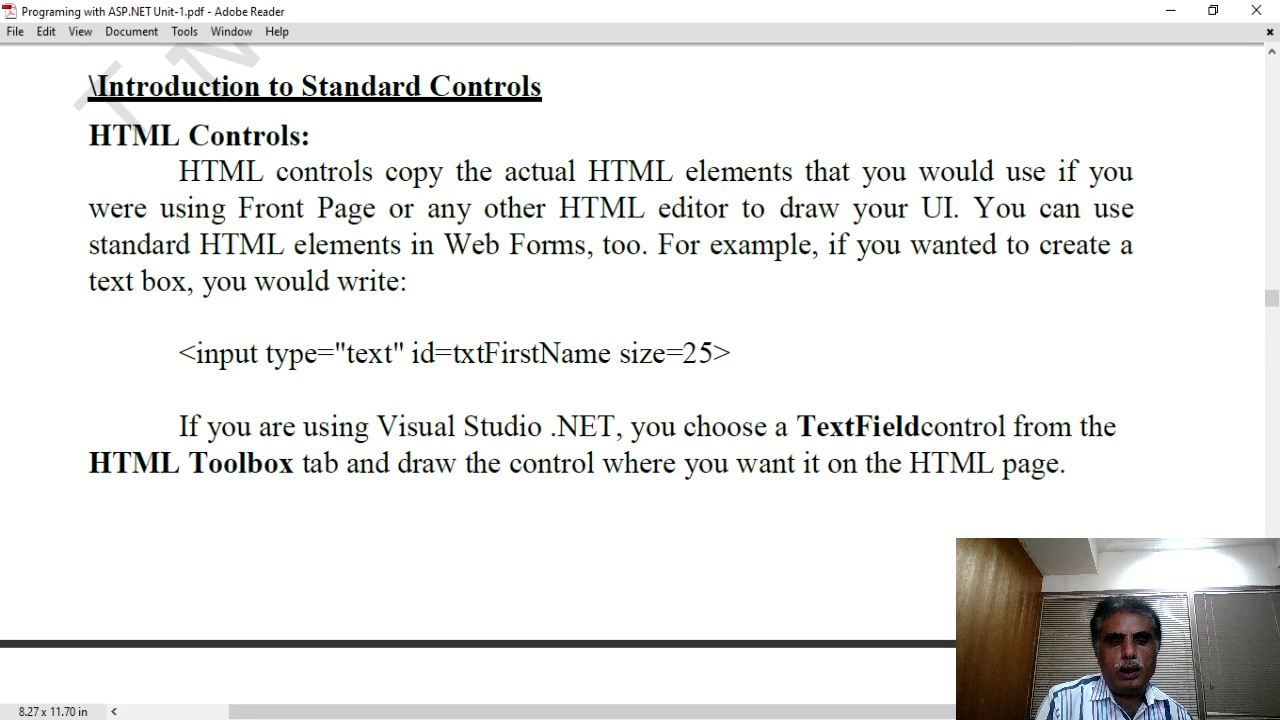 Programing with ASP.NET Unit-1.pdf - Adobe Reader
File Edit View Document Tools Window Help
\Introduction to Standard Controls
HTML Controls:
HTML controls copy the actual HTML elements that you would use if you
were using Front Page or any other HTML editor to draw your UI. You can use
standard HTML elements in Web Forms, too. For example, if you wanted to create a
text box, you would write:
<input type="text" id=txtFirstName size=25>
If you are using Visual Studio .NET, you choose a TextFieldcontrol from the
HTML Toolbox tab and draw the control where you want it on the HTML page.
8.27 x 11.70 in